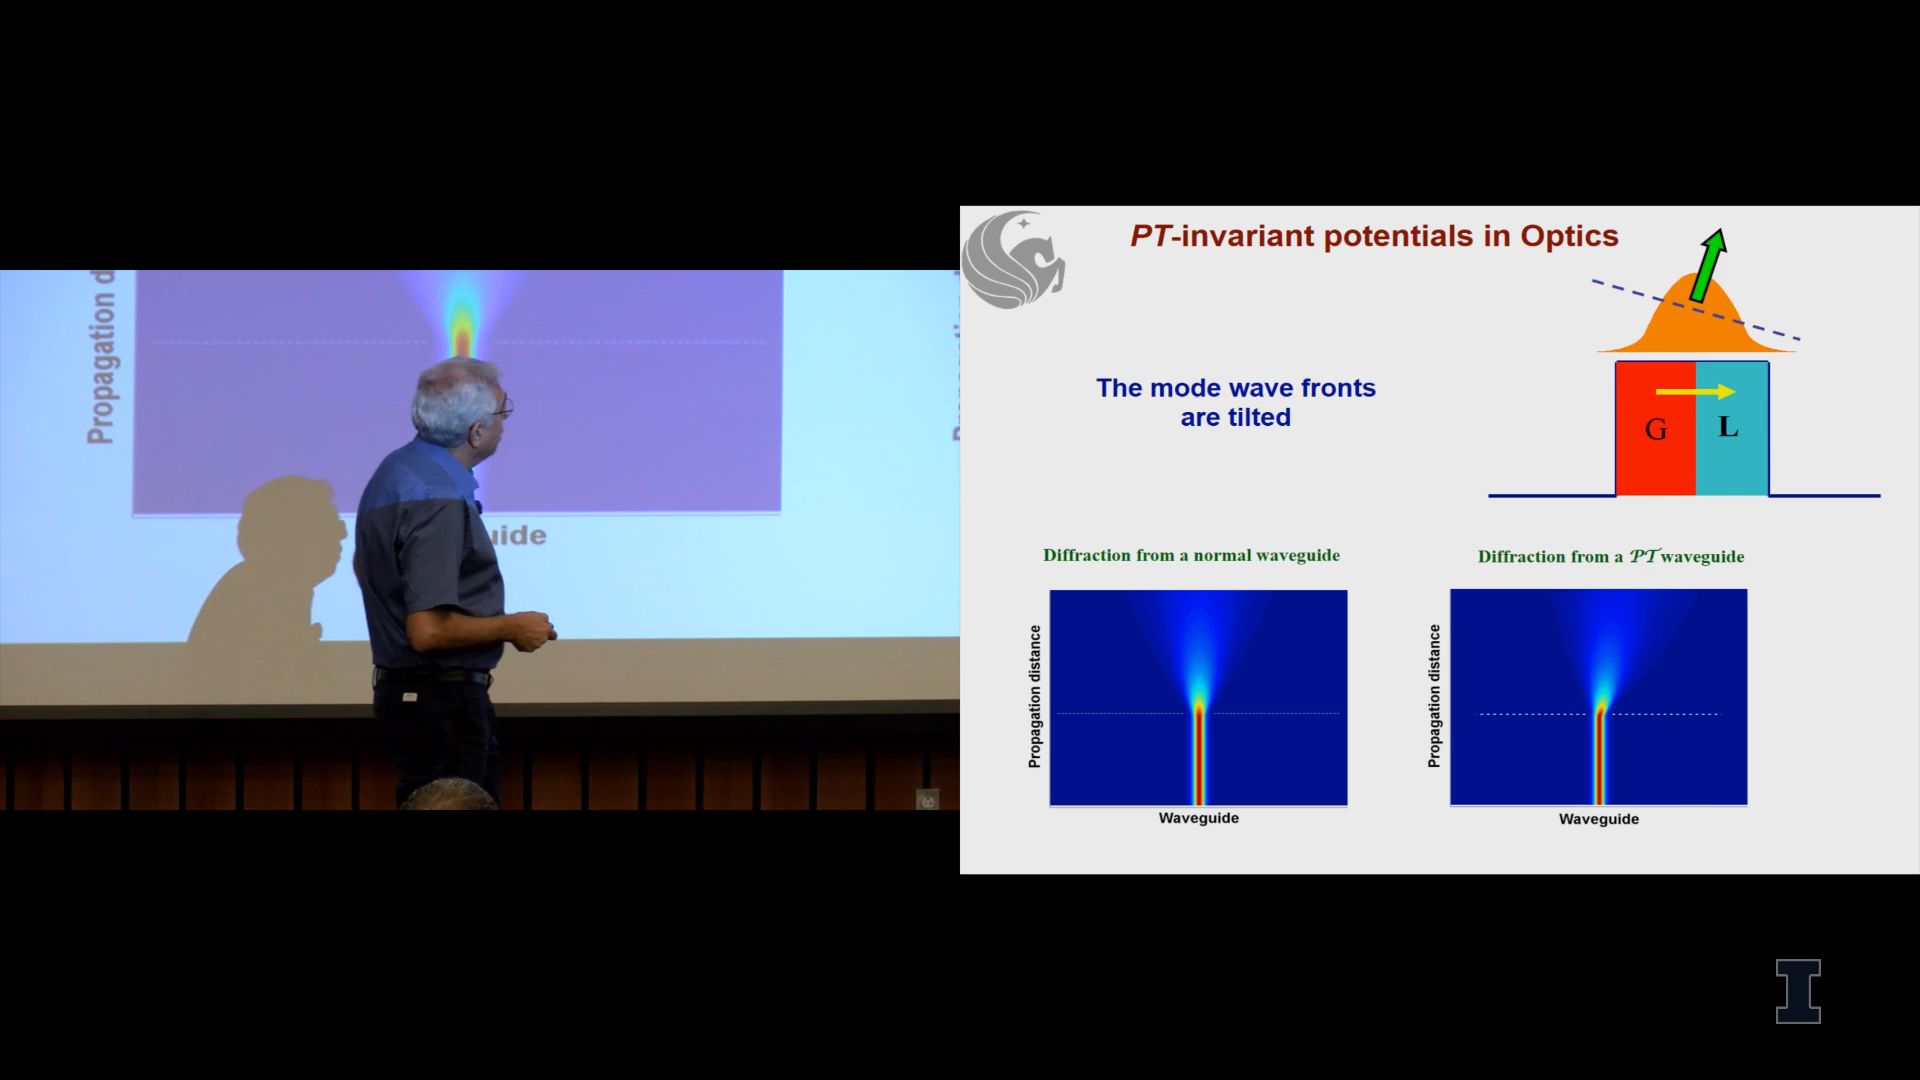 Propagation d
uide
PT-invariant potentials in Optics
The mode wave fronts
are tilted
G
L
Diffraction from a normal waveguide
Diffraction from a 𝒫𝒯 waveguide
Propagation distance
Propagation distance
Waveguide
Waveguide
I